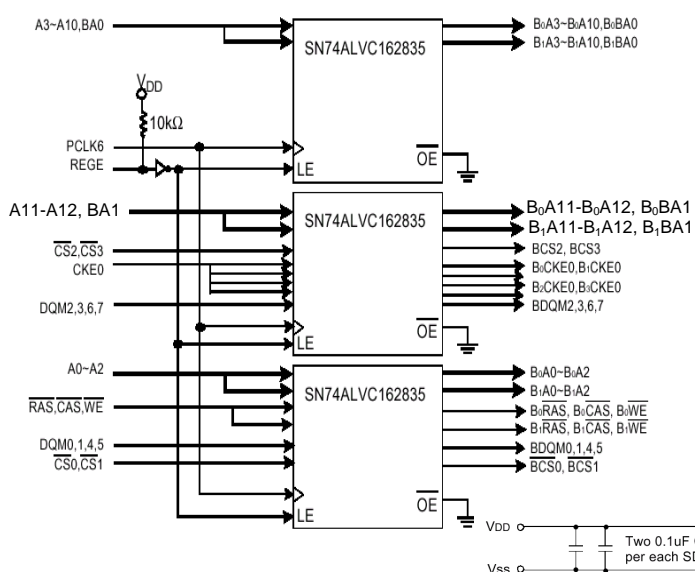 A3~A10,BA0
SN74ALVC162835
B0A3~B0A10,B0BA0
B1A3~B1A10,B1BA0
VDD
10kΩ
PCLK6
REGE
LE
OE
A11-A12, BA1
SN74ALVC162835
B0A11-B0A12, B0BA1
B1A11-B1A12, B1BA1
CS2,CS3
BCS2, BCS3
CKE0
B0CKE0,B1CKE0
B2CKE0,B3CKE0
DQM2,3,6,7
BDQM2,3,6,7
LE
OE
A0~A2
SN74ALVC162835
B0A0~B0A2
B1A0~B1A2
RAS,CAS,WE
B0RAS, B0CAS, B0WE
B1RAS, B1CAS, B1WE
DQM0,1,4,5
BDQM0,1,4,5
CS0,CS1
BCS0, BCS1
LE
OE
VDD
Two 0.1uF
per each
Vss